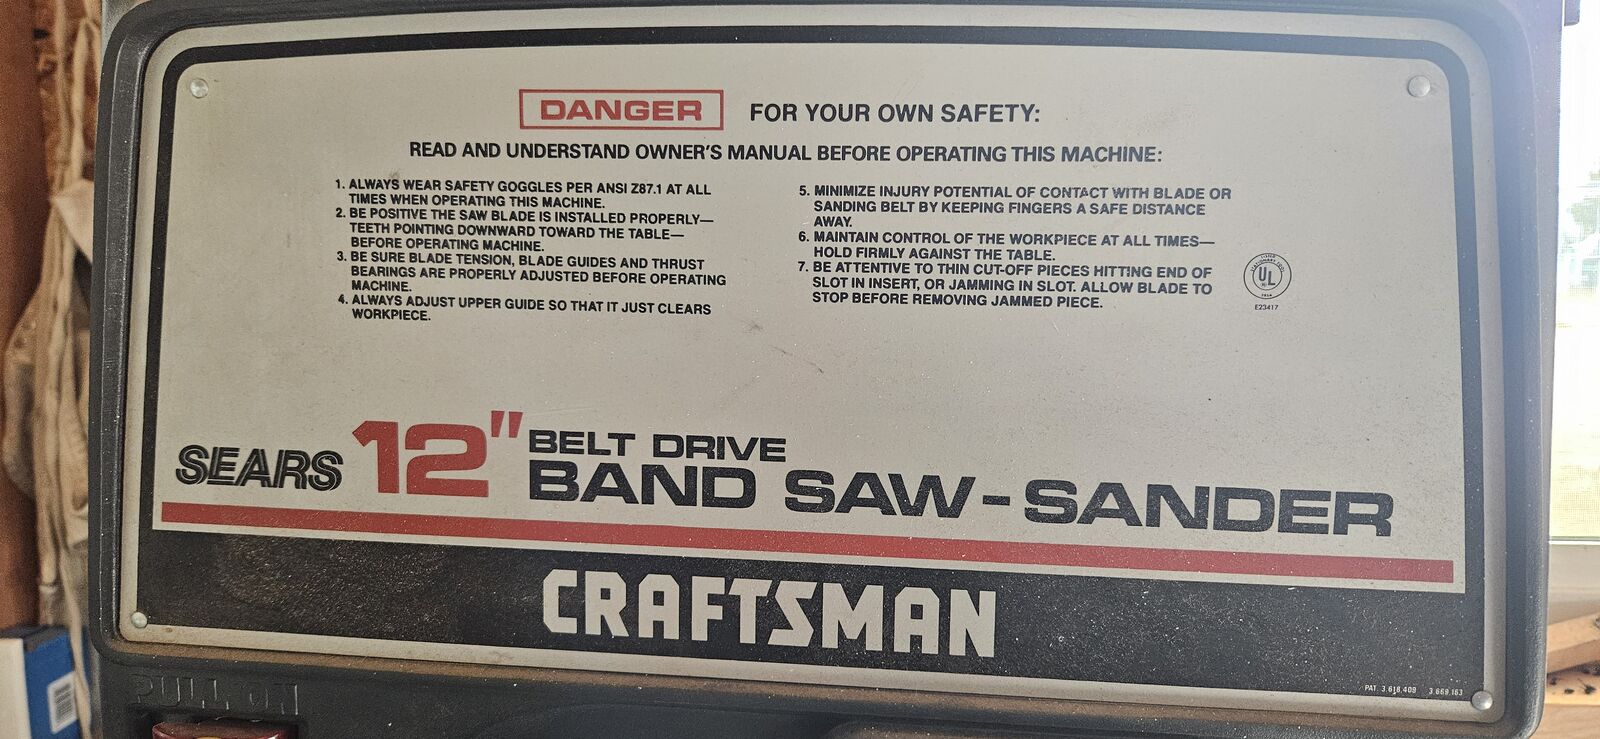 DANGER FOR YOUR OWN SAFETY:
READ AND UNDERSTAND OWNER'S MANUAL BEFORE OPERATING THIS MACHINE:
1. ALWAYS WEAR SAFETY GOGGLES PER ANSI Z87.1 AT ALL
TIMES WHEN OPERATING THIS MACHINE.
2. BE POSITIVE THE SAW BLADE IS INSTALLED PROPERLY—
TEETH POINTING DOWNWARD TOWARD THE TABLE—
BEFORE OPERATING MACHINE.
3. BE SURE BLADE TENSION, BLADE GUIDES AND THRUST
BEARINGS ARE PROPERLY ADJUSTED BEFORE OPERATING
MACHINE.
4. ALWAYS ADJUST UPPER GUIDE SO THAT IT JUST CLEARS
WORKPIECE.
5. MINIMIZE INJURY POTENTIAL OF CONTACT WITH BLADE OR
SANDING BELT BY KEEPING FINGERS A SAFE DISTANCE
AWAY.
6. MAINTAIN CONTROL OF THE WORKPIECE AT ALL TIMES—
HOLD FIRMLY AGAINST THE TABLE.
7. BE ATTENTIVE TO THIN CUT-OFF PIECES HITTING END OF
SLOT IN INSERT, OR JAMMING IN SLOT. ALLOW BLADE TO
STOP BEFORE REMOVING JAMMED PIECE.
UL
E23417
SEARS 12" BELT DRIVE
BAND SAW-SANDER
CRAFTSMAN
PAT. 3,618,409 3,669,163
PULL ON